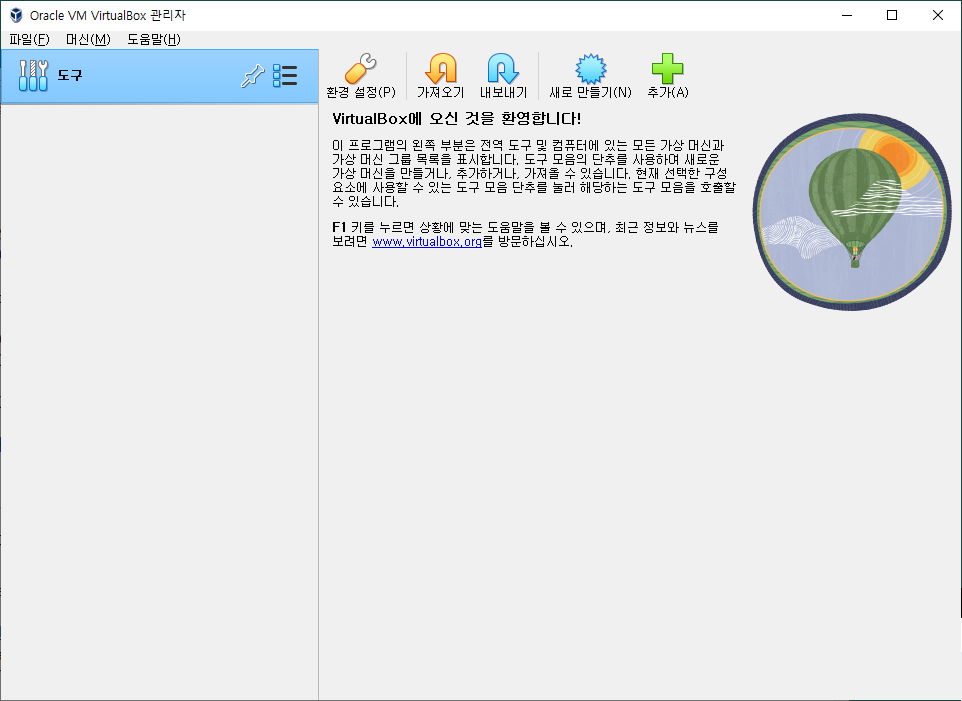 Oracle VM VirtualBox 관리자
파일(F) 머신(M) 도움말(H)
도구
환경 설정(P) 가져오기 내보내기 새로 만들기(N) 추가(A)
VirtualBox에 오신 것을 환영합니다!
이 프로그램의 왼쪽 부분은 전역 도구 및 컴퓨터에 있는 모든 가상 머신과
가상 머신 그룹 목록을 표시합니다. 도구 모음의 단추를 사용하여 새로운
가상 머신을 만들거나, 추가하거나, 가져올 수 있습니다. 현재 선택한 구성
요소에 사용할 수 있는 도구 모음 단추를 눌러 해당하는 도구 모음을 호출할
수 있습니다.
F1 키를 누르면 상황에 맞는 도움말을 볼 수 있으며, 최근 정보와 뉴스를
보려면 www.virtualbox.org를 방문하십시오.